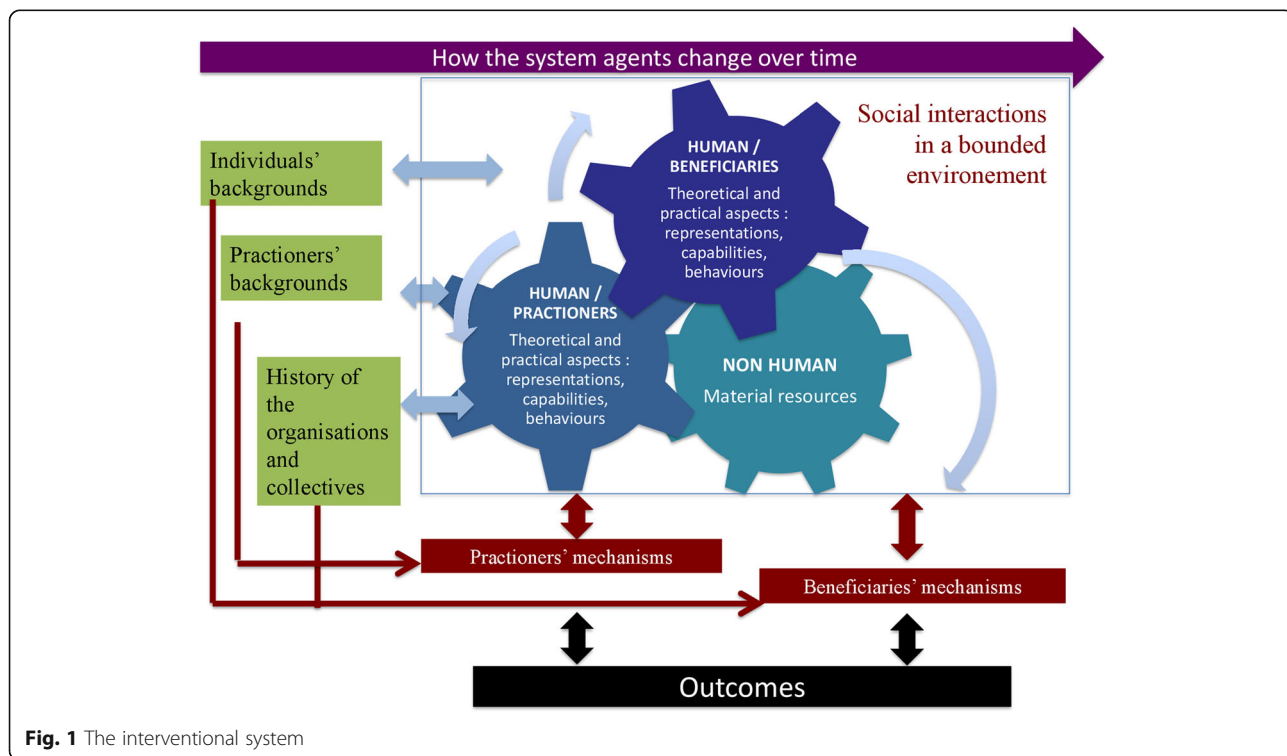 How the system agents change over time
Social interactions
in a bounded
environement
Individuals'
backgrounds
Practioners'
backgrounds
History of
the
organisations
and
collectives
HUMAN /
BENEFICIARIES
Theoretical and
practical aspects :
representations,
capabilities,
behaviours
HUMAN /
PRACTIONERS
Theoretical and
practical aspects :
representations,
capabilities,
behaviours
NON HUMAN
Material resources
Practioners' mechanisms
Beneficiaries' mechanisms
Outcomes
Fig. 1 The interventional system